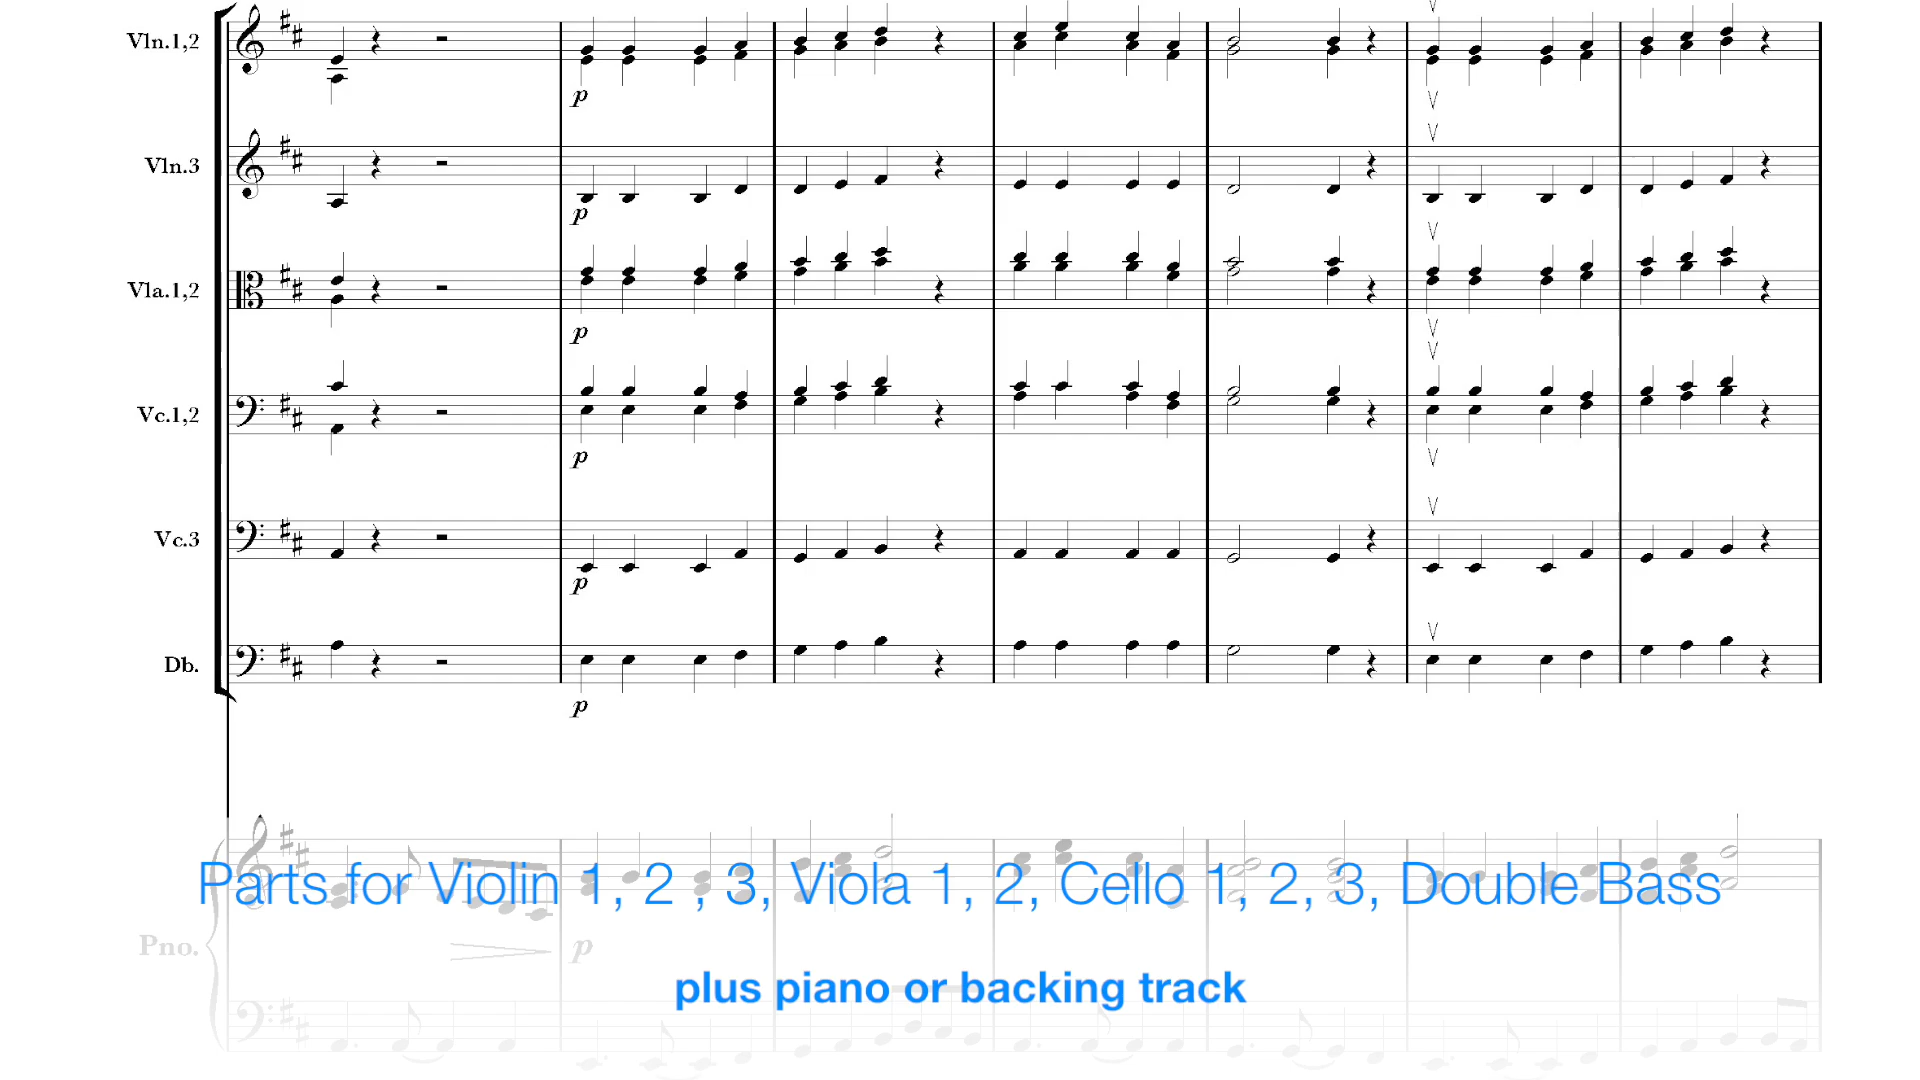 Vln.1,2
p
Vln.3
p
Vla.1,2
p
Vc.1,2
p
Vc.3
p
Db.
p
Parts for Violin 1, 2 , 3, Viola 1, 2, Cello 1, 2, 3, Double Bass
Pno.
p
plus piano or backing track